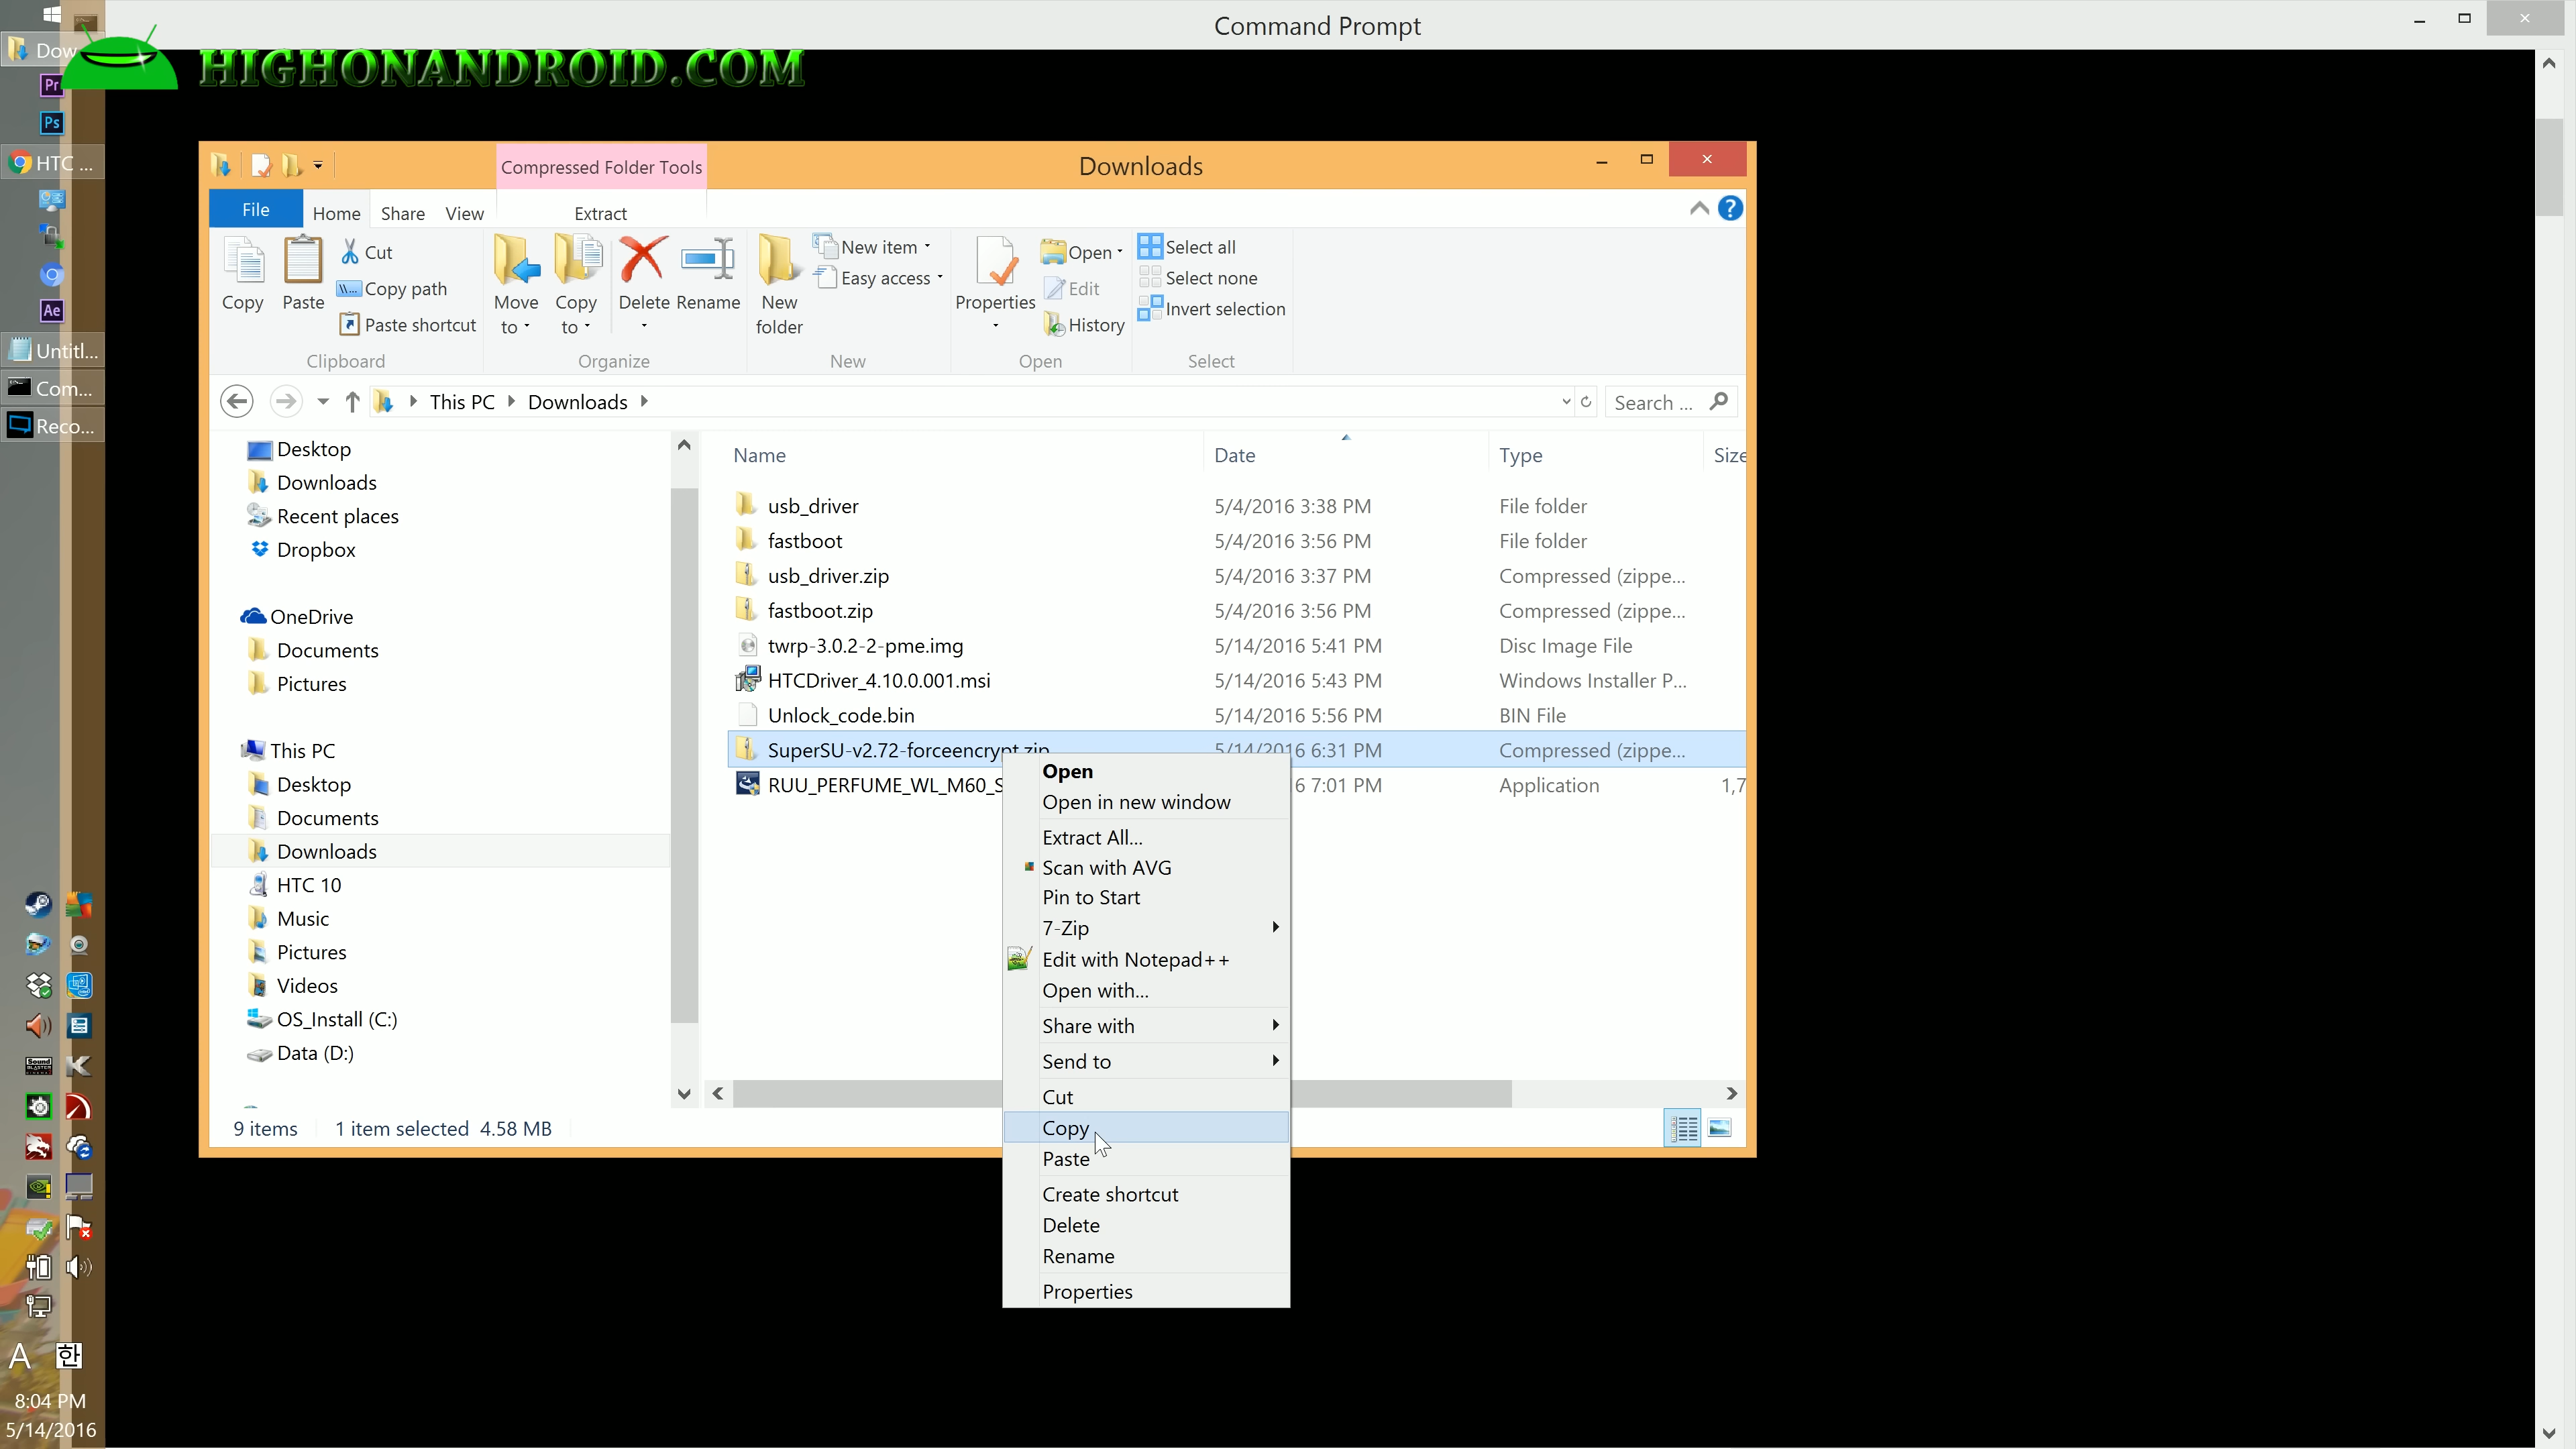 Command Prompt
Dow
HIGHONANDROID.COM
Pr
Ps
HTC ...
Ae
Untitl...
Com...
Reco...
Compressed Folder Tools
Downloads
File
Home
Share
View
Extract
Copy
Paste
Cut
Copy path
Paste shortcut
Clipboard
Move to
Copy to
Delete
Rename
Organize
New folder
New item
Easy access
New
Properties
Open
Edit
History
Open
Select all
Select none
Invert selection
Select
This PC
Downloads
Search ...
Desktop
Downloads
Recent places
Dropbox
OneDrive
Documents
Pictures
This PC
Desktop
Documents
Downloads
HTC 10
Music
Pictures
Videos
OS_Install (C:)
Data (D:)
Name Date Type Size
usb_driver 5/4/2016 3:38 PM File folder
fastboot 5/4/2016 3:56 PM File folder
usb_driver.zip 5/4/2016 3:37 PM Compressed (zippe...
fastboot.zip 5/4/2016 3:56 PM Compressed (zippe...
twrp-3.0.2-2-pme.img 5/14/2016 5:41 PM Disc Image File
HTCDriver_4.10.0.001.msi 5/14/2016 5:43 PM Windows Installer P...
Unlock_code.bin 5/14/2016 5:56 PM BIN File
SuperSU-v2.72-forceencrypt.zip 5/14/2016 6:31 PM Compressed (zippe...
RUU_PERFUME_WL_M60_S 6 7:01 PM Application 1,7
Open
Open in new window
Extract All...
Scan with AVG
Pin to Start
7-Zip
Edit with Notepad++
Open with...
Share with
Send to
Cut
Copy
Paste
Create shortcut
Delete
Rename
Properties
9 items 1 item selected 4.58 MB
A 한
8:04 PM
5/14/2016